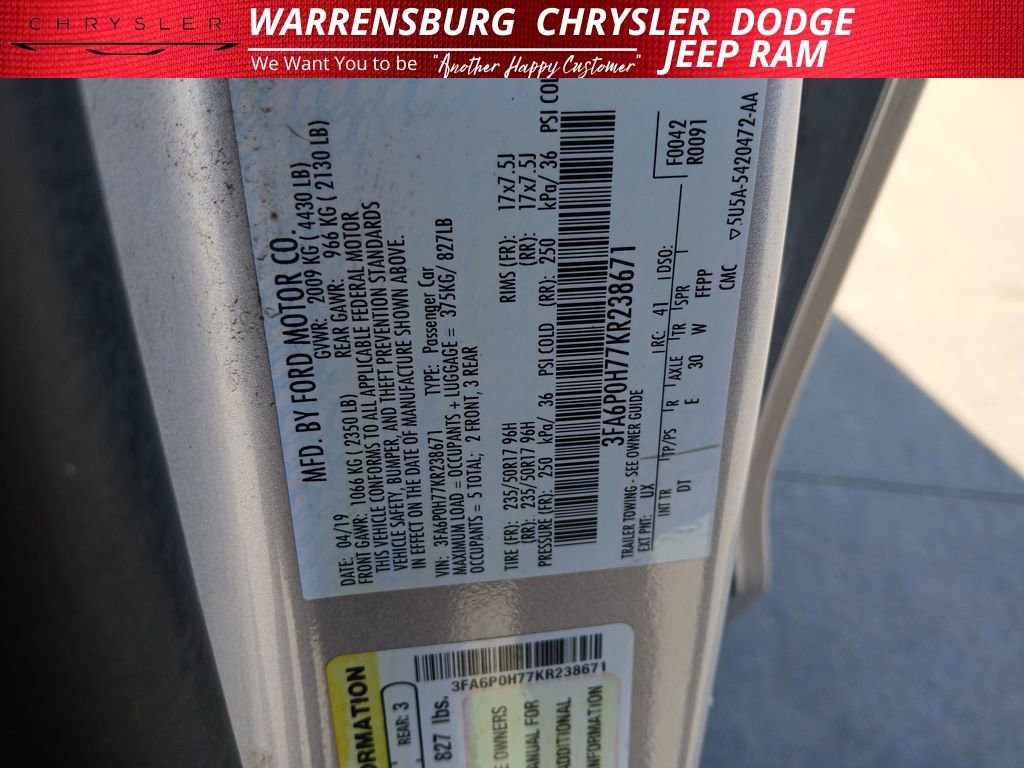 CHRYSLER
WARRENSBURG CHRYSLER DODGE
JEEP RAM
We Want You to be "Another Happy Customer"
MFD. BY FORD MOTOR CO.
DATE: 04/19 GVWR: 2009 KG ( 4430 LB)
FRONT GAWR: 1066 KG ( 2350 LB) REAR GAWR: 966 KG ( 2130 LB)
THIS VEHICLE CONFORMS TO ALL APPLICABLE FEDERAL MOTOR
VEHICLE SAFETY, BUMPER, AND THEFT PREVENTION STANDARDS
IN EFFECT ON THE DATE OF MANUFACTURE SHOWN ABOVE.
VIN: 3FA6P0H77KR238671 TYPE: Passenger Car
MAXIMUM LOAD = OCCUPANTS + LUGGAGE = 375KG/ 827LB
OCCUPANTS = 5 TOTAL; 2 FRONT, 3 REAR
TIRE (FR): 235/50R17 96H RIMS (FR): 17x7.5J
(RR): 235/50R17 96H (RR): 17x7.5J
PRESSURE (FR): 250 kPa/ 36 PSI COLD (RR): 250 kPa/ 36 PSI COL
3FA6P0H77KR238671
TRAILER TOWING - SEE OWNER GUIDE
F0042
R0091
EXT PNT: UX RC: 41 DSO:
INT TR TP/PS R AXLE TR SPR
DT E 30 W FPPP
CMC
▽5U5A-5420472-AA
3FA6P0H77KR238671
ORMATION
REAR: 3
827 lbs.
E OWNERS
ANUAL FOR
ADDITIONAL
INFORMATION